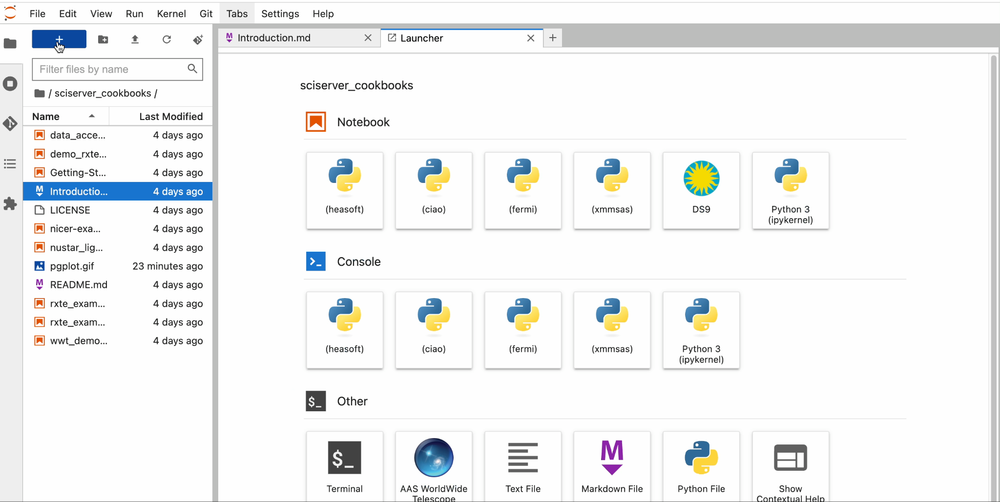 File Edit View Run Kernel Git Tabs Settings Help
+
M Introduction.md
Launcher
+
Filter files by name
/ sciserver_cookbooks /
Name Last Modified
data_acce... 4 days ago
demo_rxte... 4 days ago
Getting-St... 4 days ago
M Introductio... 4 days ago
LICENSE 4 days ago
nicer-exa... 4 days ago
nustar_lig... 4 days ago
pgplot.gif 23 minutes ago
M README.md 4 days ago
rxte_exam... 4 days ago
rxte_exam... 4 days ago
wwt_demo... 4 days ago
sciserver_cookbooks
Notebook
(heasoft)
(ciao)
(fermi)
(xmmsas)
DS9
Python 3
(ipykernel)
>_ Console
(heasoft)
(ciao)
(fermi)
(xmmsas)
Python 3
(ipykernel)
$_ Other
$_
Terminal
AAS WorldWide
Telescope
Text File
M
Markdown File
Python File
Show
Contextual Help